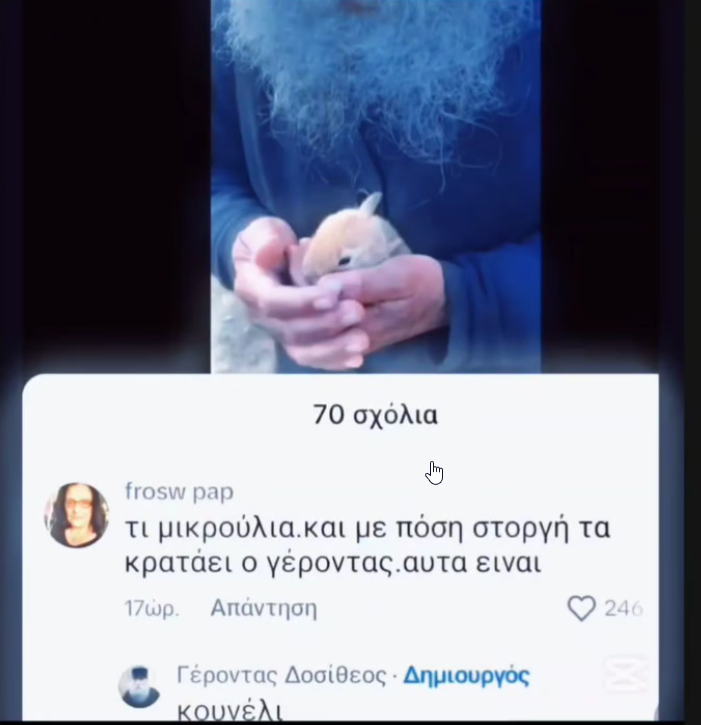 70 σχόλια
frosw pap
τι μικρούλια.και με πόση στοργή τα
κρατάει ο γέροντας.αυτα ειναι
17ώρ. Απάντηση 246
Γέροντας Δοσίθεος · Δημιουργός
κουνέλι